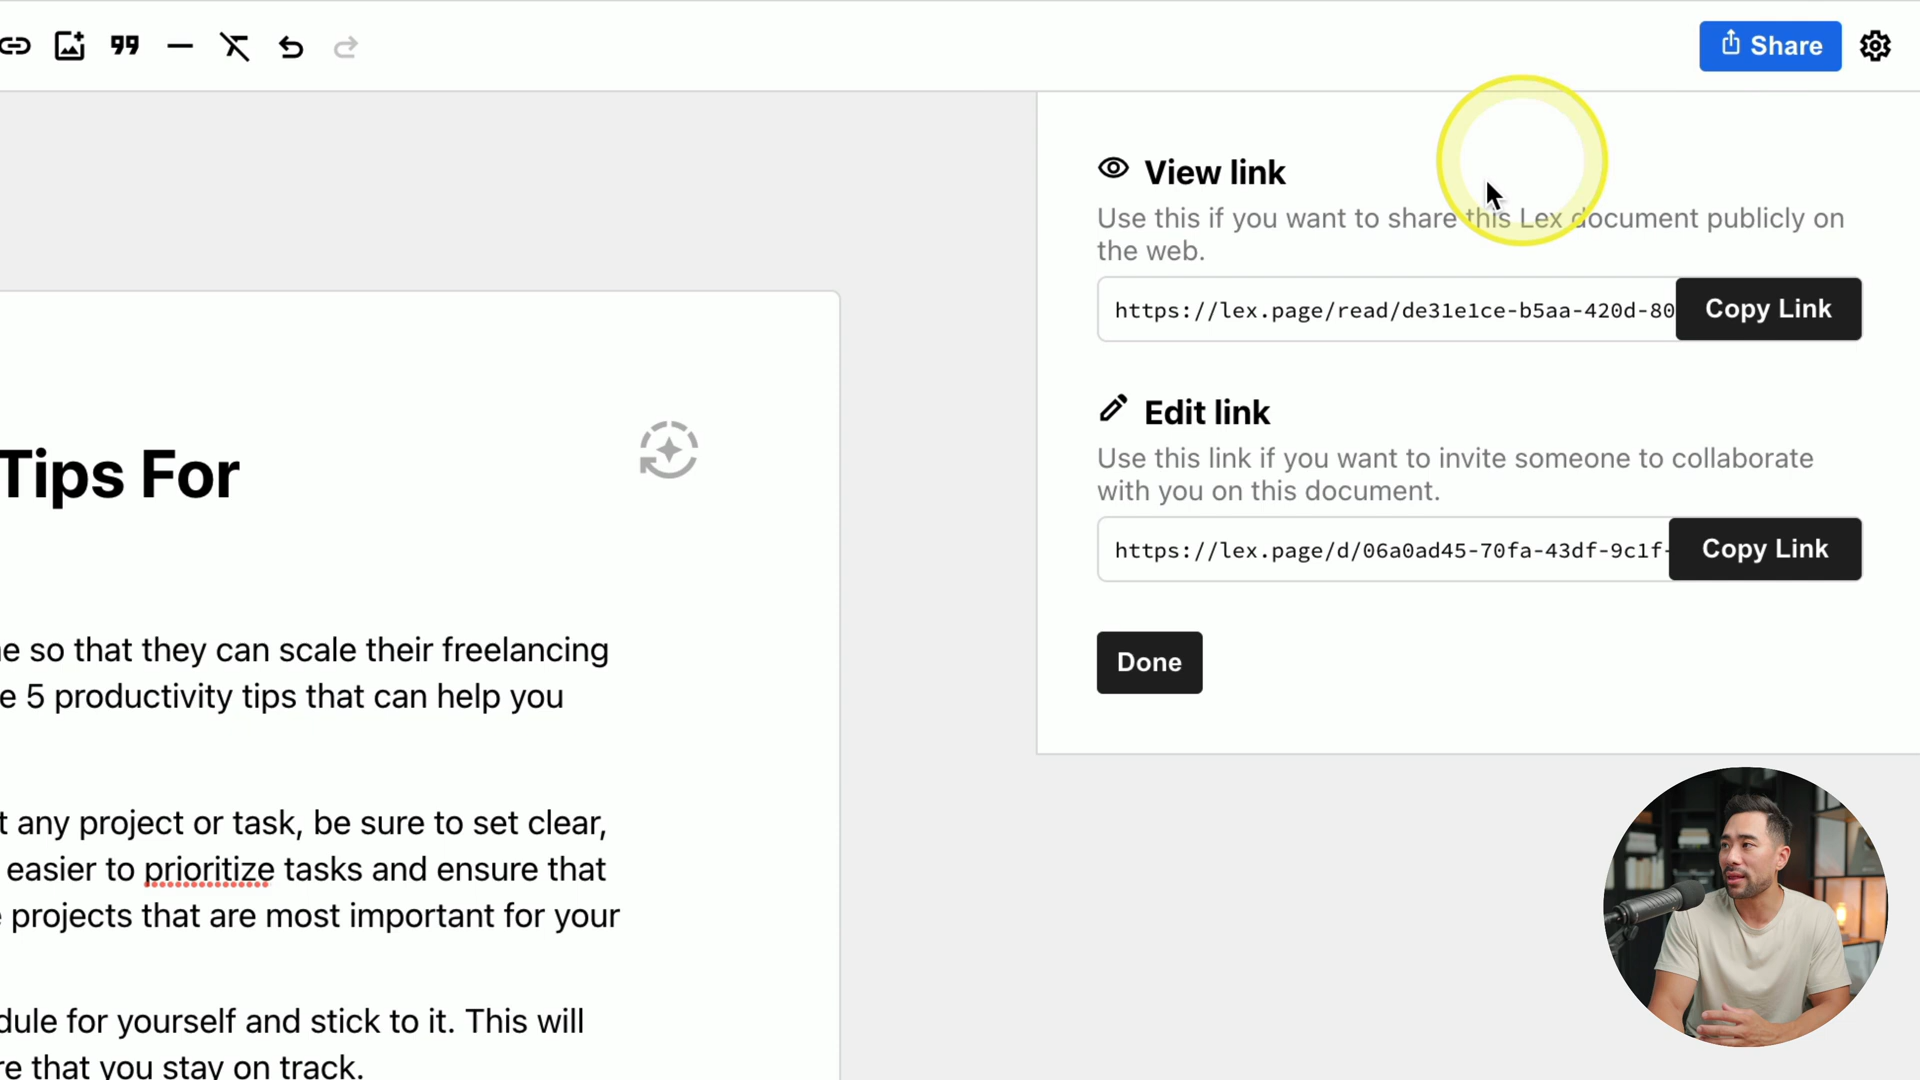 Share
View link
Use this if you want to share this Lex document publicly on
the web.
https://lex.page/read/de31e1ce-b5aa-420d-80
Copy Link
Edit link
Use this link if you want to invite someone to collaborate
with you on this document.
https://lex.page/d/06a0ad45-70fa-43df-9c1f-
Copy Link
Done
Tips For
e so that they can scale their freelancing
e 5 productivity tips that can help you
t any project or task, be sure to set clear,
easier to prioritize tasks and ensure that
projects that are most important for your
dule for yourself and stick to it. This will
re that you stay on track.